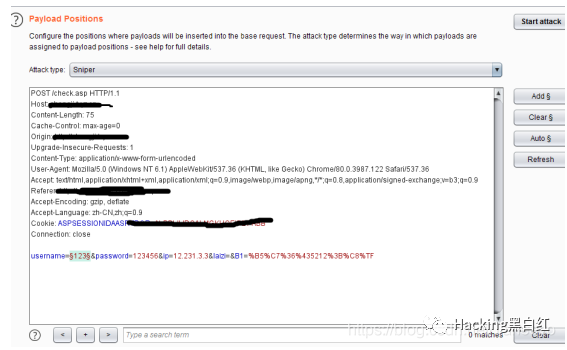 Payload Positions
Start attack
Configure the positions where payloads will be inserted into the base request. The attack type determines the way in which payloads are
assigned to payload positions - see help for full details.
Attack type: Sniper
POST /check.asp HTTP/1.1
Host:
Content-Length: 75
Cache-Control: max-age=0
Origin:
Upgrade-Insecure-Requests: 1
Content-Type: application/x-www-form-urlencoded
User-Agent: Mozilla/5.0 (Windows NT 6.1) AppleWebKit/537.36 (KHTML, like Gecko) Chrome/80.0.3987.122 Safari/537.36
Accept: text/html,application/xhtml+xml,application/xml;q=0.9,image/webp,image/apng,*/*;q=0.8,application/signed-exchange;v=b3;q=0.9
Referer:
Accept-Encoding: gzip, deflate
Accept-Language: zh-CN,zh;q=0.9
Cookie: ASPSESSIONIDAASP
Connection: close
username=§123§&password=123456&ip=12.231.3.3&laizi=&B1=%B5%C7%36%435212%3B%C8%TF
Add §
Clear §
Auto §
Refresh
?
<
+
>
Type a search term
0 matches
Clear
https://blog
Hacking黑白红